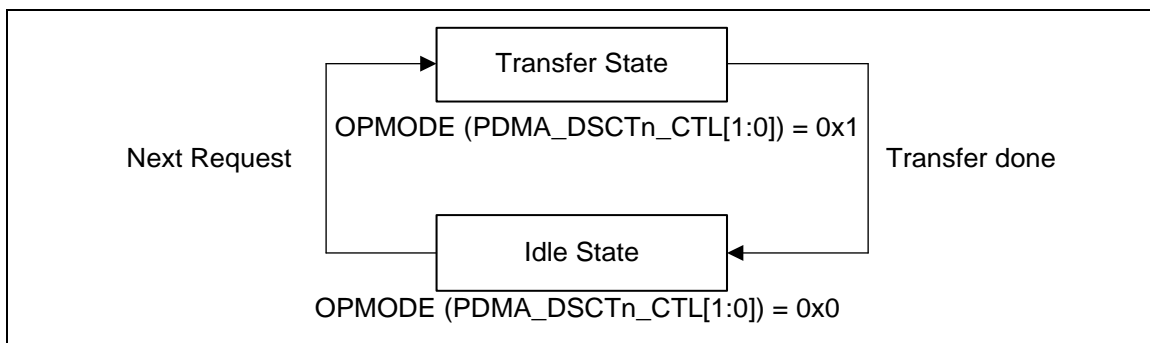 Transfer State
OPMODE (PDMA_DSCTn_CTL[1:0]) = 0x1
Next Request
Transfer done
Idle State
OPMODE (PDMA_DSCTn_CTL[1:0]) = 0x0